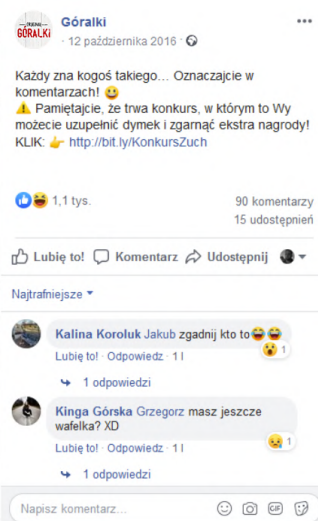 GÓRALKI
Góralki
· 12 października 2016 ·
Każdy zna kogoś takiego... Oznaczajcie w
komentarzach! 😃
⚠️ Pamiętajcie, że trwa konkurs, w którym to Wy
możecie uzupełnić dymek i zgarnąć ekstra nagrody!
KLIK: 👉 http://bit.ly/KonkursZuch
1,1 tys.
90 komentarzy
15 udostępnień
Lubię to! Komentarz Udostępnij
Najtrafniejsze
Kalina Koroluk Jakub zgadnij kto to😂😂
1
Lubię to! · Odpowiedz · 1 l
1 odpowiedzi
Kinga Górska Grzegorz masz jeszcze
wafelka? XD
1
Lubię to! · Odpowiedz · 1 l
1 odpowiedzi
Napisz komentarz...
GIF